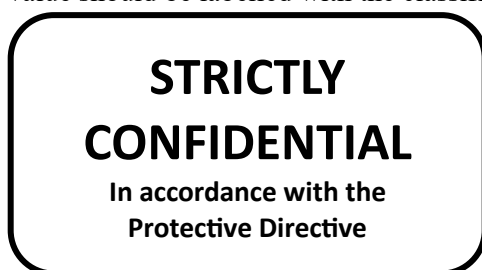 STRICTLY
CONFIDENTIAL
In accordance with the
Protective Directive